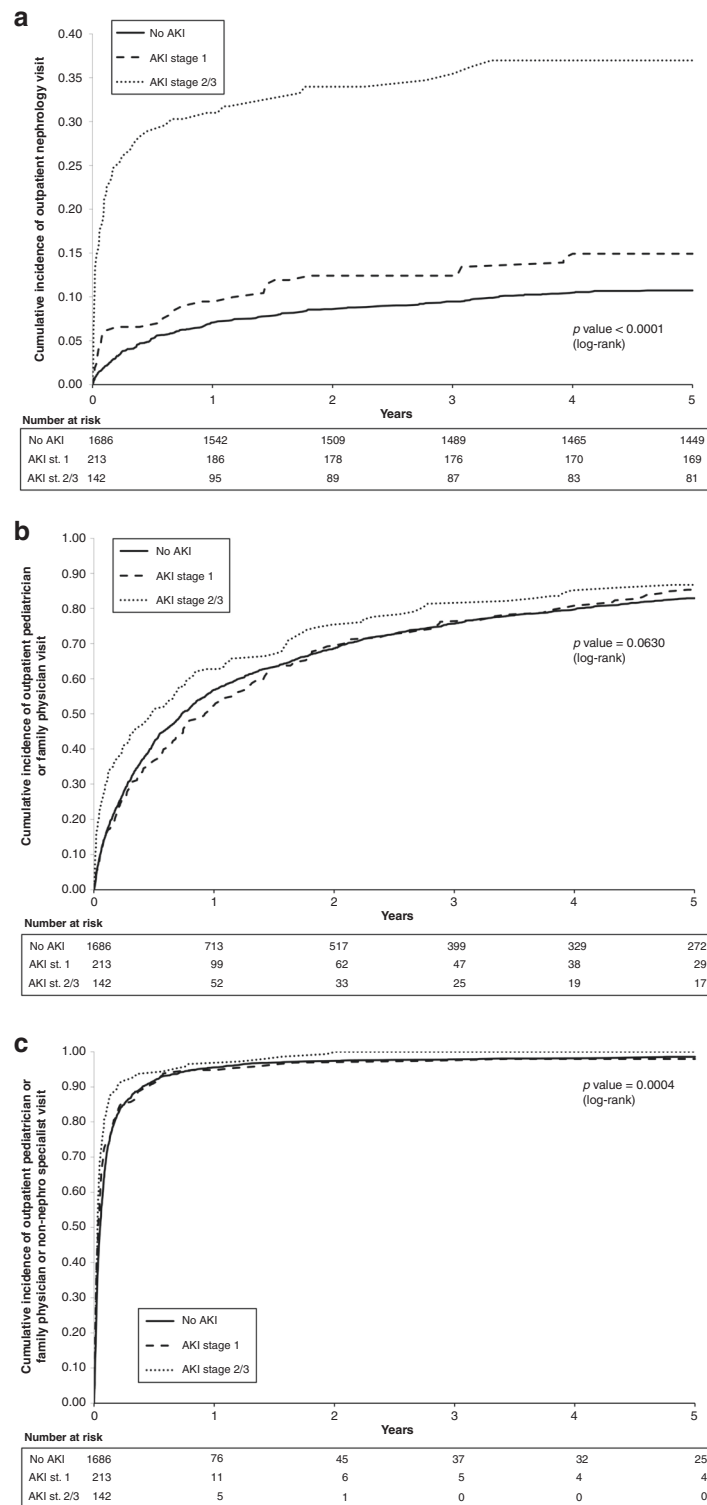 a
No AKI
AKI stage 1
AKI stage 2/3
Cumulative incidence of outpatient nephrology visit
0.40
0.35
0.30
0.25
0.20
0.15
0.10
0.05
0.00
p value < 0.0001
(log-rank)
0 1 2 3 4 5
Years
Number at risk
No AKI 1686 1542 1509 1489 1465 1449
AKI st. 1 213 186 178 176 170 169
AKI st. 2/3 142 95 89 87 83 81
b
No AKI
AKI stage 1
AKI stage 2/3
Cumulative incidence of outpatient pediatrician
or family physician visit
1.00
0.90
0.80
0.70
0.60
0.50
0.40
0.30
0.20
0.10
0.00
p value = 0.0630
(log-rank)
0 1 2 3 4 5
Years
Number at risk
No AKI 1686 713 517 399 329 272
AKI st. 1 213 99 62 47 38 29
AKI st. 2/3 142 52 33 25 19 17
c
Cumulative incidence of outpatient pediatrician or
family physician or non-nephro specialist visit
1.00
0.90
0.80
0.70
0.60
0.50
0.40
0.30
0.20
0.10
0.00
p value = 0.0004
(log-rank)
No AKI
AKI stage 1
AKI stage 2/3
0 1 2 3 4 5
Years
Number at risk
No AKI 1686 76 45 37 32 25
AKI st. 1 213 11 6 5 4 4
AKI st. 2/3 142 5 1 0 0 0